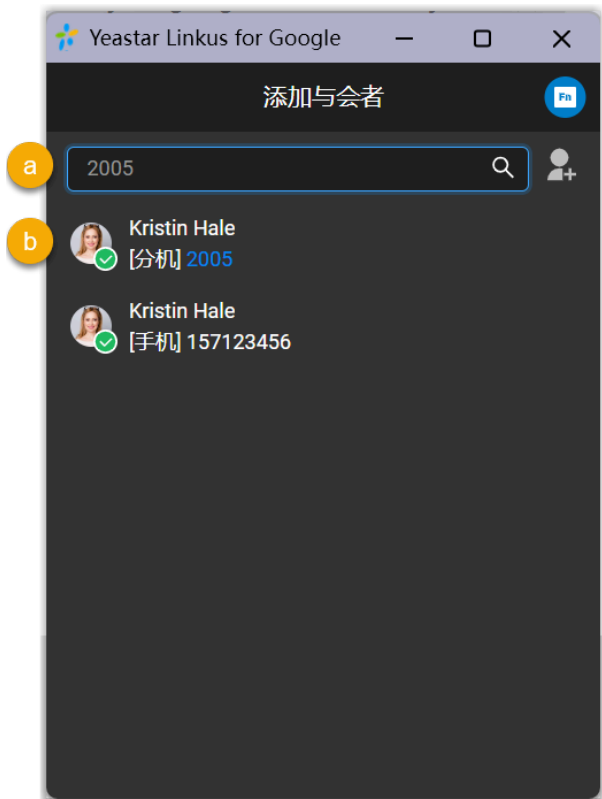 Yeastar Linkus for Google
添加与会者
Fn
a
2005
b
Kristin Hale
[分机] 2005
Kristin Hale
[手机] 157123456